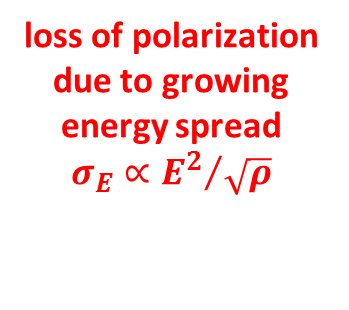 loss of polarization
due to growing
energy spread
σ_E ∝ E²/√ρ